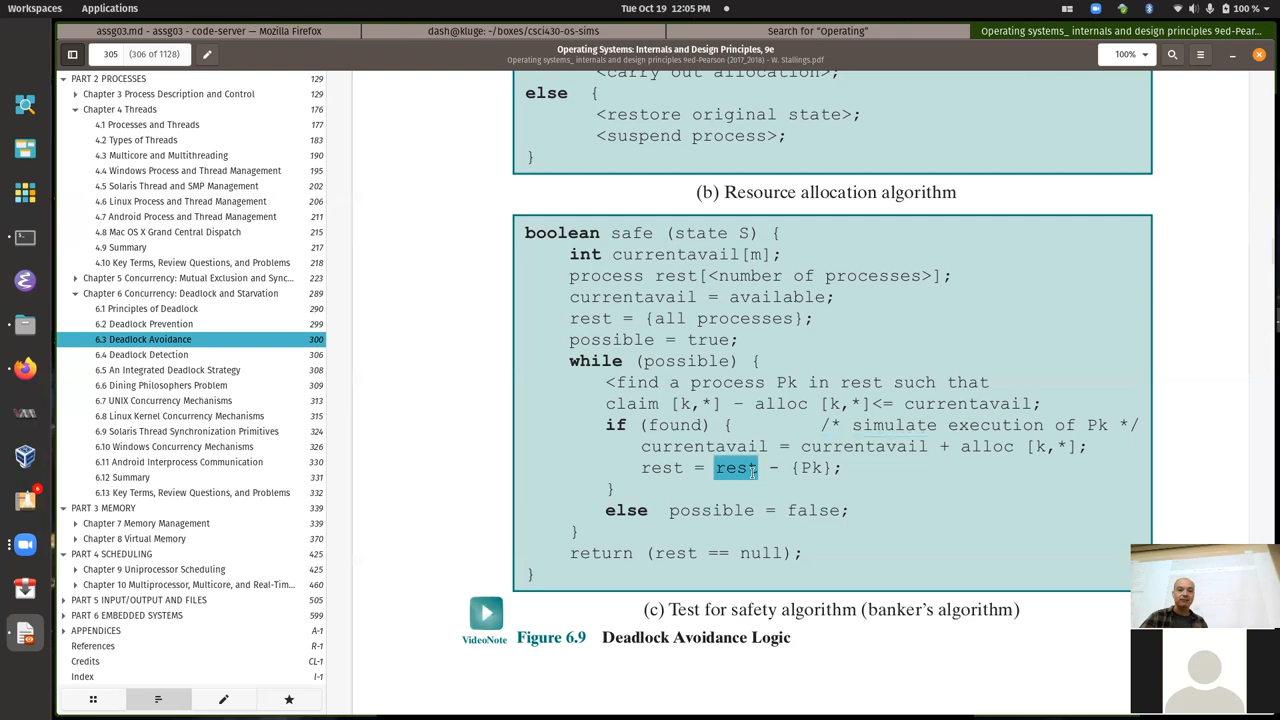 Workspaces Applications Tue Oct 19 12:05 PM 100 %
assg03.md - assg03 - code-server — Mozilla Firefox
dash@kluge: ~/boxes/csci430-os-sims
Search for "Operating"
Operating systems_ internals and design principles 9ed-Pear...
305 (306 of 1128)
Operating Systems: Internals and Design Principles, 9e
Operating systems_ internals and design principles 9ed-Pearson (2017_2018) - W. Stallings.pdf
100%
PART 2 PROCESSES 129
Chapter 3 Process Description and Control 129
Chapter 4 Threads 176
4.1 Processes and Threads 177
4.2 Types of Threads 183
4.3 Multicore and Multithreading 190
4.4 Windows Process and Thread Management 195
4.5 Solaris Thread and SMP Management 202
4.6 Linux Process and Thread Management 206
4.7 Android Process and Thread Management 211
4.8 Mac OS X Grand Central Dispatch 215
4.9 Summary 217
4.10 Key Terms, Review Questions, and Problems 218
Chapter 5 Concurrency: Mutual Exclusion and Sync... 223
Chapter 6 Concurrency: Deadlock and Starvation 289
6.1 Principles of Deadlock 290
6.2 Deadlock Prevention 299
6.3 Deadlock Avoidance 300
6.4 Deadlock Detection 306
6.5 An Integrated Deadlock Strategy 308
6.6 Dining Philosophers Problem 309
6.7 UNIX Concurrency Mechanisms 313
6.8 Linux Kernel Concurrency Mechanisms 315
6.9 Solaris Thread Synchronization Primitives 324
6.10 Windows Concurrency Mechanisms 326
6.11 Android Interprocess Communication 330
6.12 Summary 331
6.13 Key Terms, Review Questions, and Problems 332
PART 3 MEMORY 339
Chapter 7 Memory Management 339
Chapter 8 Virtual Memory 370
PART 4 SCHEDULING 425
Chapter 9 Uniprocessor Scheduling 425
Chapter 10 Multiprocessor, Multicore, and Real-Tim... 460
PART 5 INPUT/OUTPUT AND FILES 505
PART 6 EMBEDDED SYSTEMS 599
APPENDICES A-1
References R-1
Credits CL-1
Index I-1
<carry out allocation>;
else {
<restore original state>;
<suspend process>;
}
(b) Resource allocation algorithm
boolean safe (state S) {
int currentavail[m];
process rest[<number of processes>];
currentavail = available;
rest = {all processes};
possible = true;
while (possible) {
<find a process Pk in rest such that
claim [k,*] – alloc [k,*]<= currentavail;
if (found) { /* simulate execution of Pk */
currentavail = currentavail + alloc [k,*];
rest = rest – {Pk};
}
else possible = false;
}
return (rest == null);
}
(c) Test for safety algorithm (banker's algorithm)
VideoNote
Figure 6.9 Deadlock Avoidance Logic